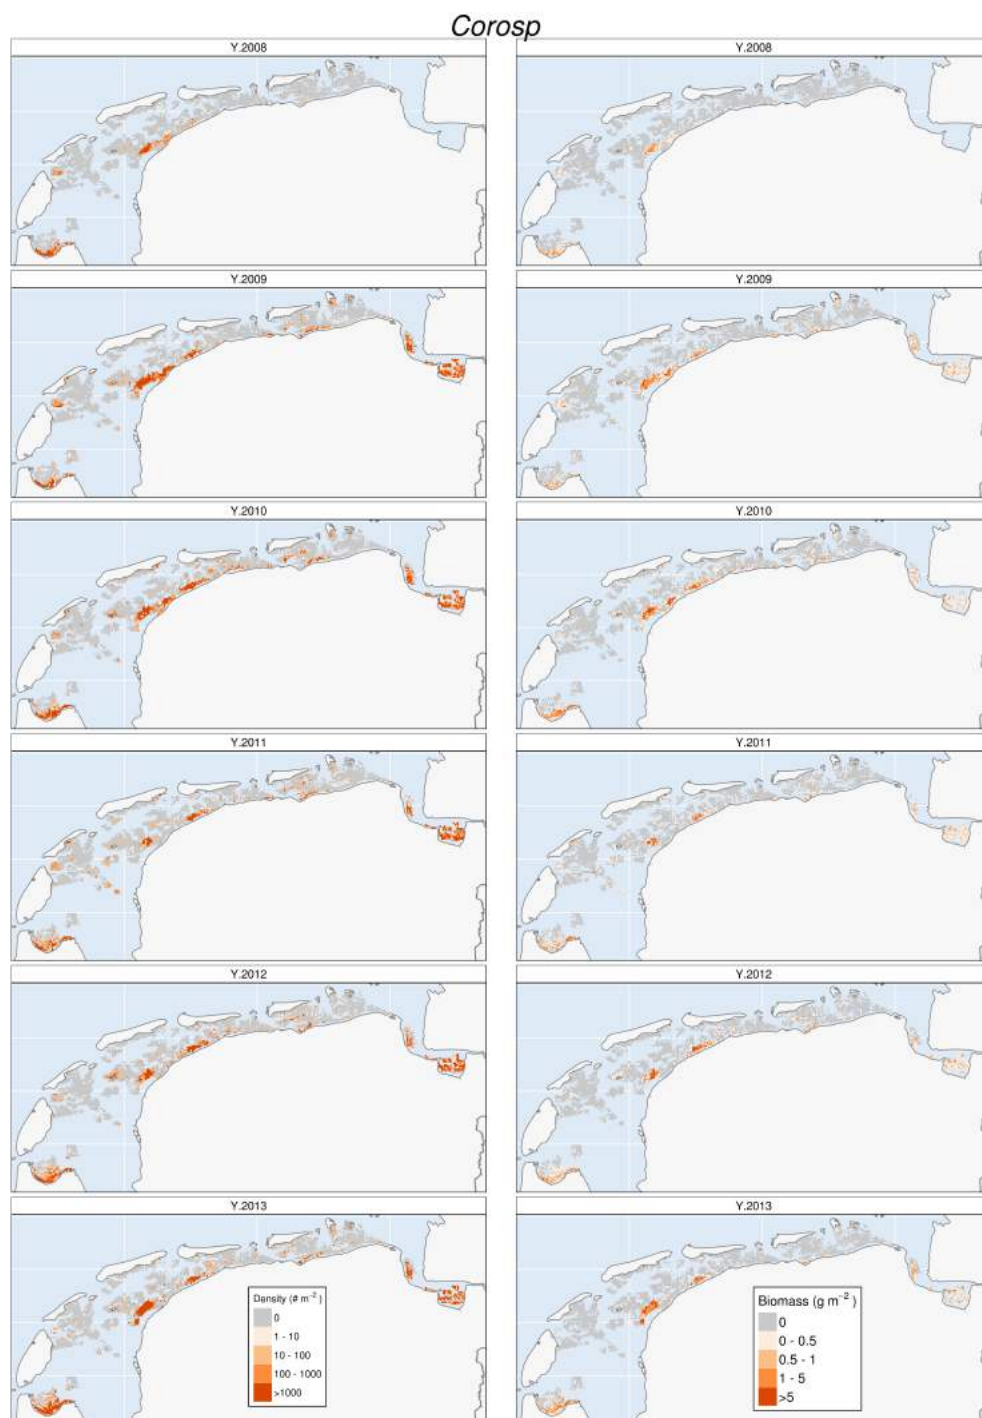 Corosp
Y.2008 Y.2008
Y.2009 Y.2009
Y.2010 Y.2010
Y.2011 Y.2011
Y.2012 Y.2012
Y.2013 Y.2013
Density (# m⁻²)
0
1 - 10
10 - 100
100 - 1000
>1000
Biomass (g m⁻²)
0
0 - 0.5
0.5 - 1
1 - 5
>5